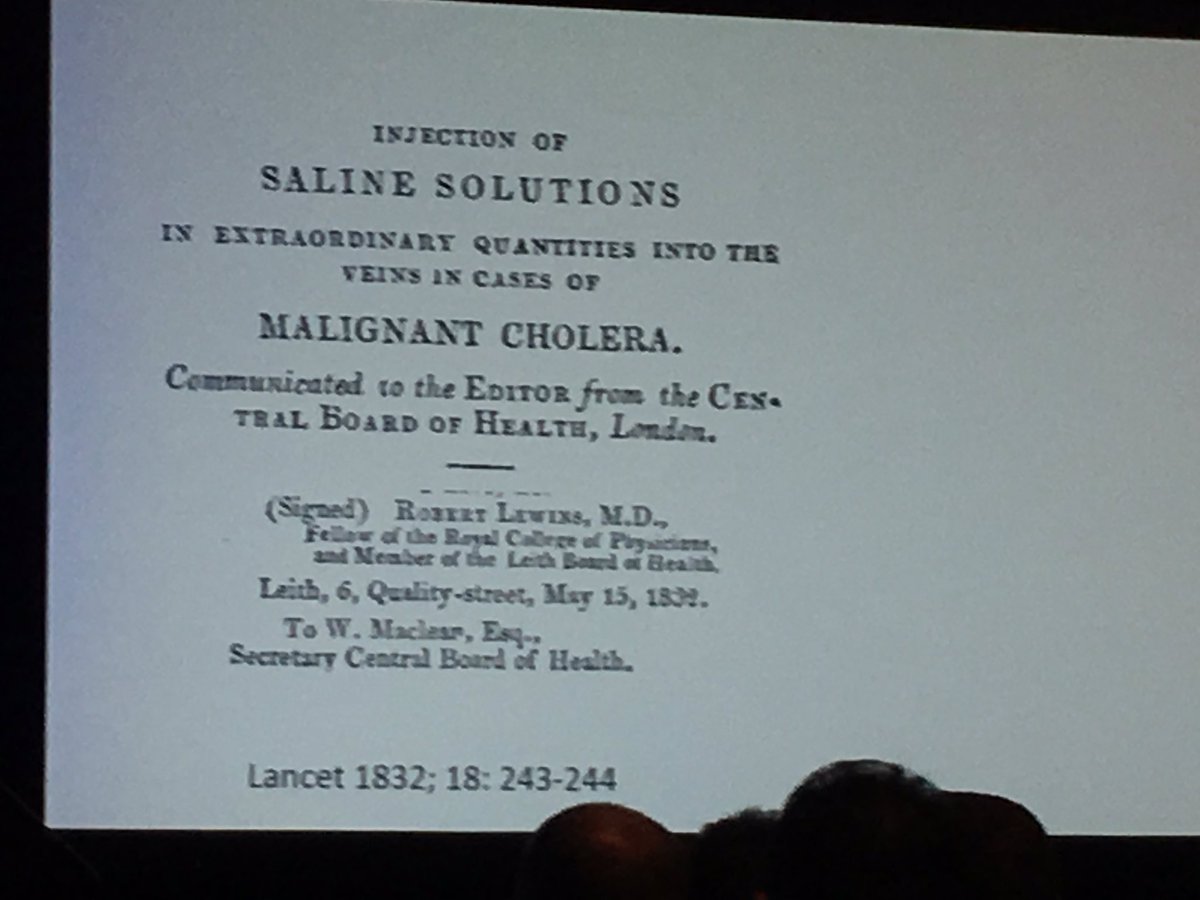 INJECTION OF
SALINE SOLUTIONS
IN EXTRAORDINARY QUANTITIES INTO THE
VEINS IN CASES OF
MALIGNANT CHOLERA.
Communicated to the EDITOR from the CEN-
TRAL BOARD OF HEALTH, London.
(Signed) ROBERT LEWINS, M.D.,
Fellow of the Royal College of Physicians,
and Member of the Leith Board of Health.
Leith, 6, Quality-street, May 15, 1832.
To W. Maclean, Esq.,
Secretary Central Board of Health.
Lancet 1832; 18: 243-244